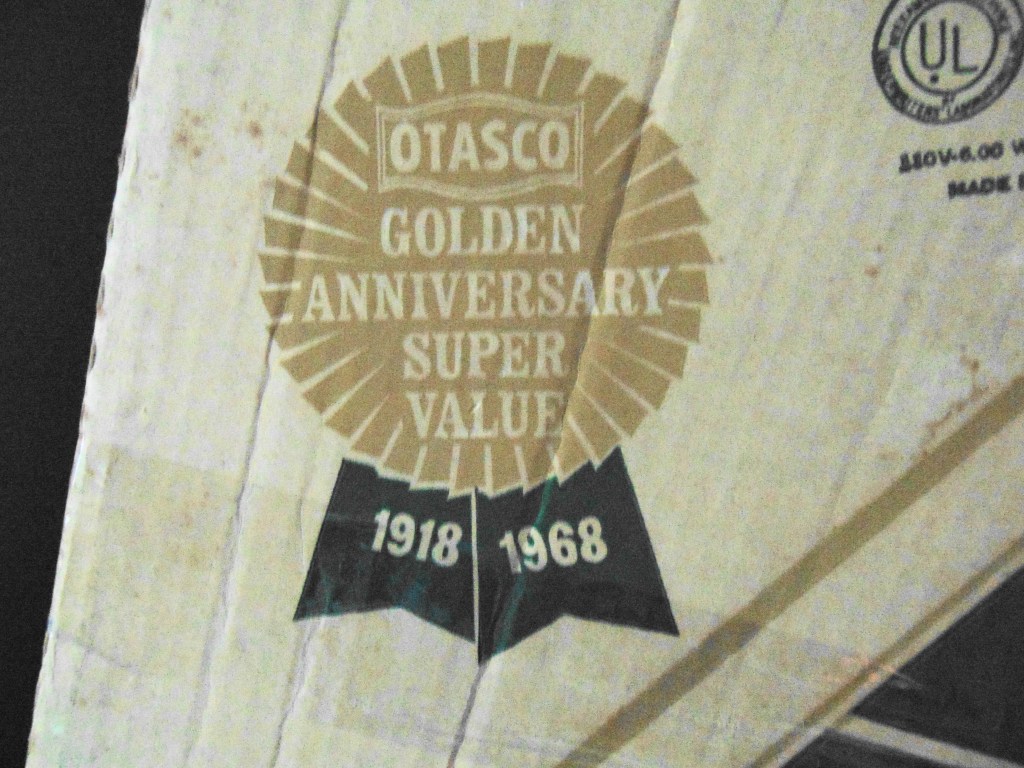 OTASCO
GOLDEN
ANNIVERSARY
SUPER
VALUE
1918 1968
UL
MADE